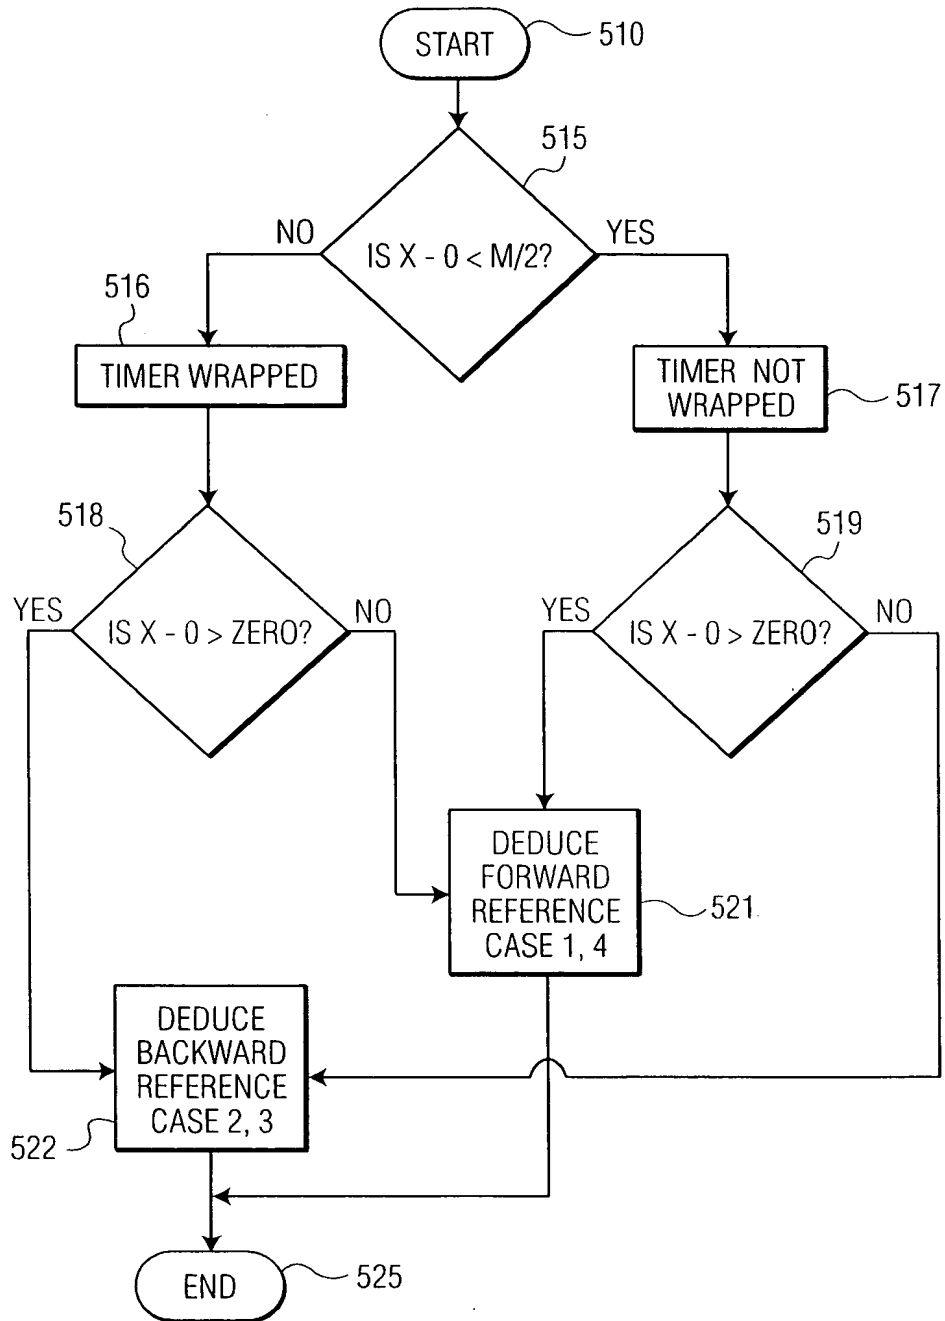 START
510
515
NO
YES
IS X - 0 < M/2?
516
TIMER WRAPPED
TIMER NOT
WRAPPED
517
518
519
YES
NO
YES
NO
IS X - 0 > ZERO?
IS X - 0 > ZERO?
DEDUCE
FORWARD
REFERENCE
CASE 1, 4
521
DEDUCE
BACKWARD
REFERENCE
CASE 2, 3
522
END
525